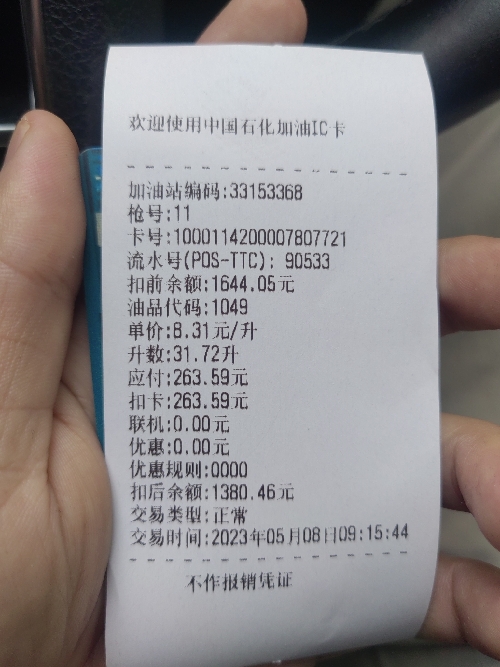 欢迎使用中国石化加油IC卡
加油站编码:33153368
枪号:11
卡号:1000114200007807721
流水号(POS-TTC): 90533
扣前余额:1644.05元
油品代码:1049
单价:8.31元/升
升数:31.72升
应付:263.59元
扣卡:263.59元
联机:0.00元
优惠:0.00元
优惠规则:0000
扣后余额:1380.46元
交易类型:正常
交易时间:2023年05月08日09:15:44
不作报销凭证